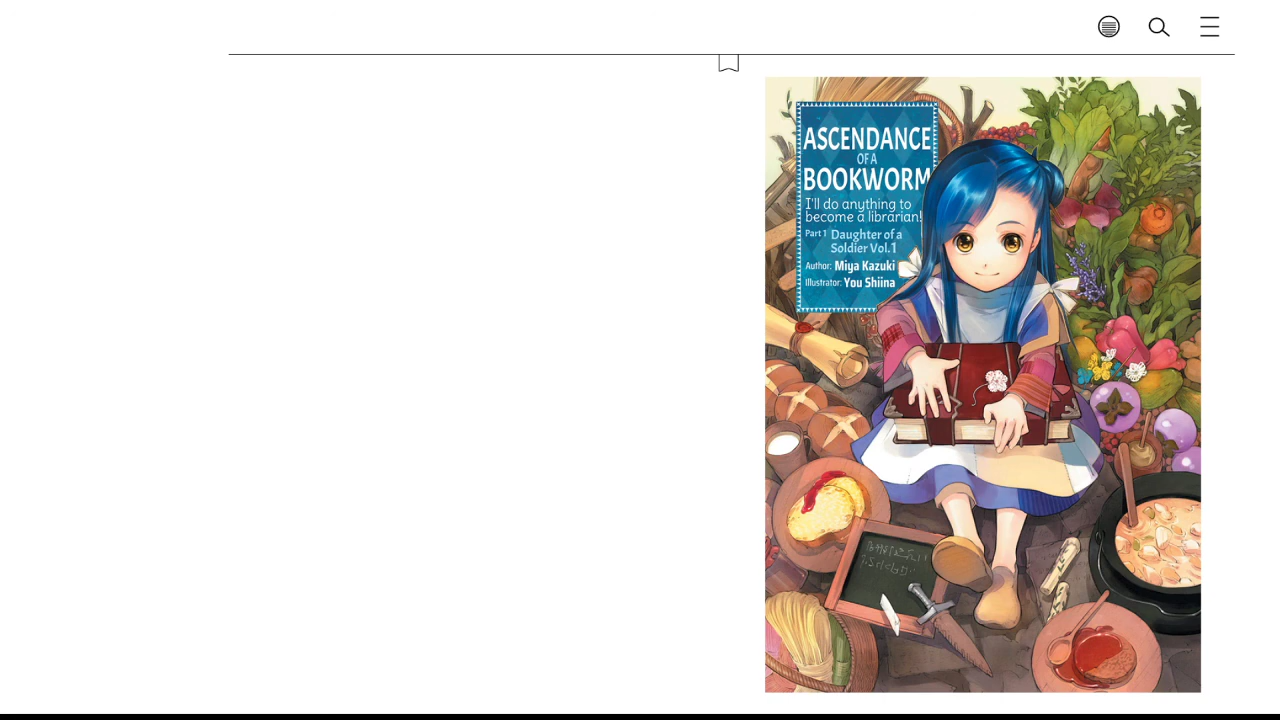 ASCENDANCE
OF A
BOOKWORM
I'll do anything to
become a librarian!
Part 1 Daughter of a
Soldier Vol.1
Author: Miya Kazuki
Illustrator: You Shiina